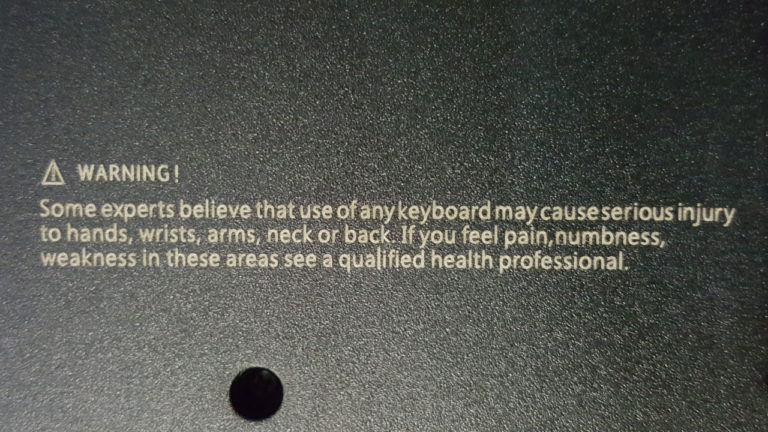 ⚠ WARNING!
Some experts believe that use of any keyboard may cause serious injury
to hands, wrists, arms, neck or back. If you feel pain,numbness,
weakness in these areas see a qualified health professional.